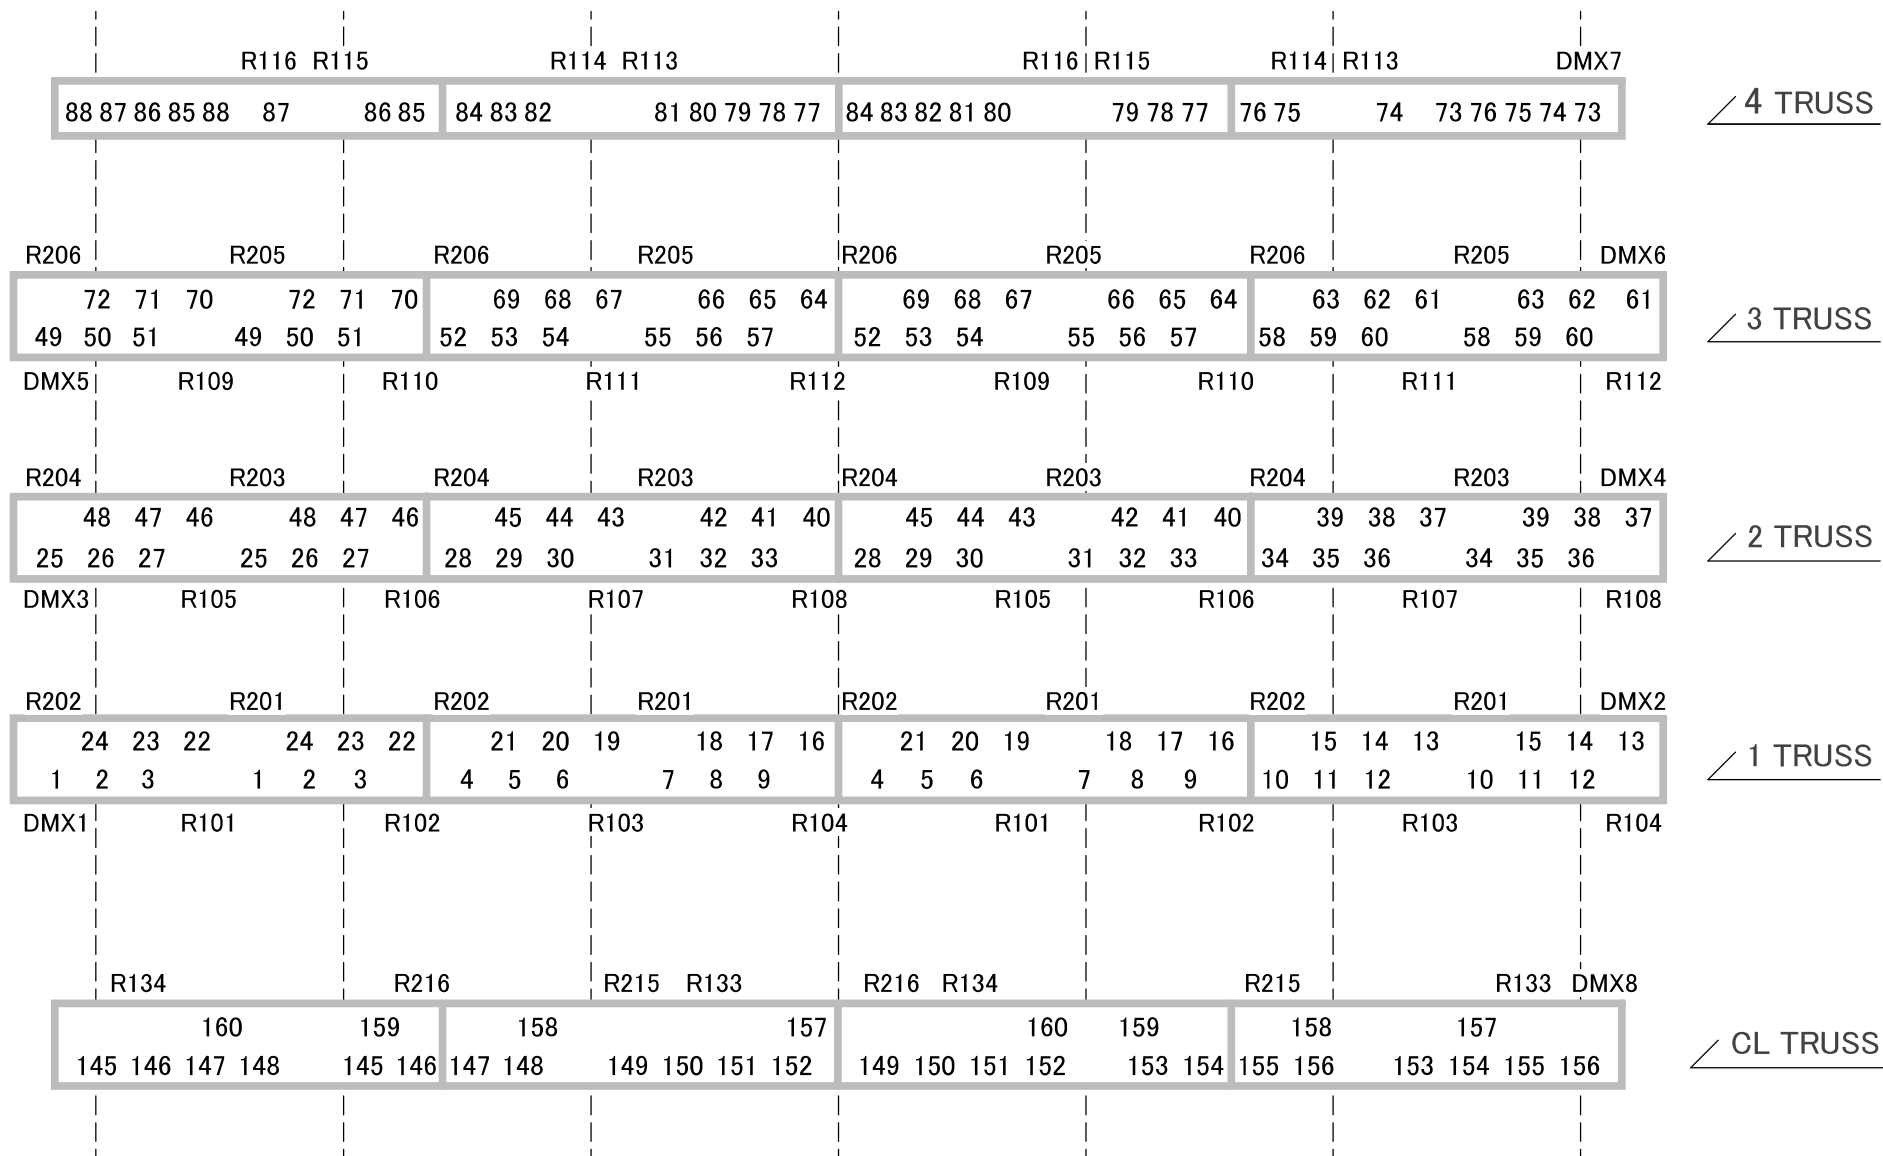 R116 R115 R114 R113 R116 R115 R114 R113 DMX7
88 87 86 85 88 87 86 85 84 83 82 81 80 79 78 77 84 83 82 81 80 79 78 77 76 75 74 73 76 75 74 73
4 TRUSS
R206 R205 R206 R205 R206 R205 R206 R205 DMX6
72 71 70 72 71 70 69 68 67 66 65 64 69 68 67 66 65 64 63 62 61 63 62 61
49 50 51 49 50 51 52 53 54 55 56 57 52 53 54 55 56 57 58 59 60 58 59 60
3 TRUSS
DMX5 R109 R110 R111 R112 R109 R110 R111 R112
R204 R203 R204 R203 R204 R203 R204 R203 DMX4
48 47 46 48 47 46 45 44 43 42 41 40 45 44 43 42 41 40 39 38 37 39 38 37
25 26 27 25 26 27 28 29 30 31 32 33 28 29 30 31 32 33 34 35 36 34 35 36
2 TRUSS
DMX3 R105 R106 R107 R108 R105 R106 R107 R108
R202 R201 R202 R201 R202 R201 R202 R201 DMX2
24 23 22 24 23 22 21 20 19 18 17 16 21 20 19 18 17 16 15 14 13 15 14 13
1 2 3 1 2 3 4 5 6 7 8 9 4 5 6 7 8 9 10 11 12 10 11 12
1 TRUSS
DMX1 R101 R102 R103 R104 R101 R102 R103 R104
R134 R216 R215 R133 R216 R134 R215 R133 DMX8
160 159 158 157 160 159 158 157
145 146 147 148 145 146 147 148 149 150 151 152 149 150 151 152 153 154 155 156 153 154 155 156
CL TRUSS